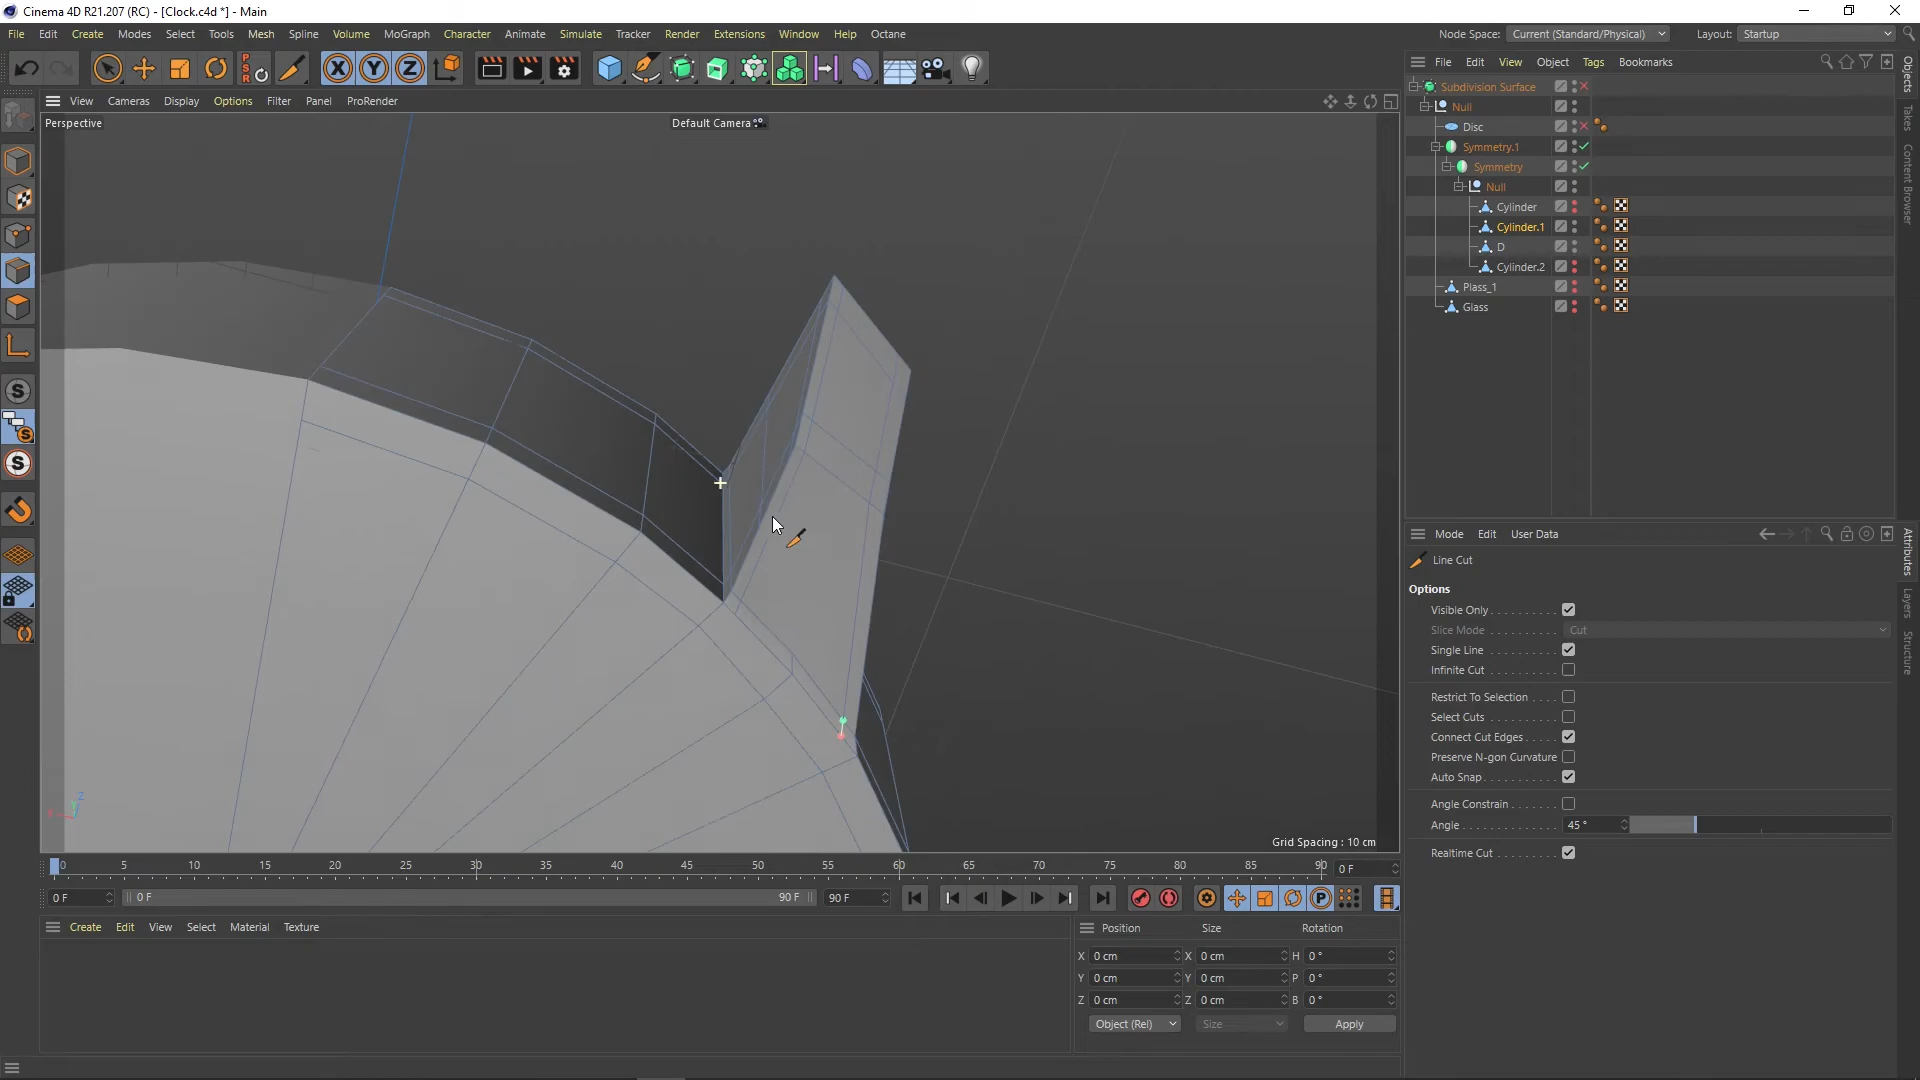 Cinema 4D R21.207 (RC) - [Clock.c4d *] - Main
File Edit Create Modes Select Tools Mesh Spline Volume MoGraph Character Animate Simulate Tracker Render Extensions Window Help Octane
Node Space: Current (Standard/Physical) Layout: Startup
PSR X Y Z
View Cameras Display Options Filter Panel ProRender
Perspective
Default Camera
File Edit View Object Tags Bookmarks
Subdivision Surface
Null
Disc
Symmetry.1
Symmetry
Null
Cylinder
Cylinder.1
D
Cylinder.2
Plass_1
Glass
Objects
Takes
Content Browser
S
S
S
Mode Edit User Data
Line Cut
Options
Visible Only
Slice Mode Cut
Single Line
Infinite Cut
Restrict To Selection
Select Cuts
Connect Cut Edges
Preserve N-gon Curvature
Auto Snap
Angle Constrain
Angle 45 °
Realtime Cut
Attributes
Layers
Structure
Z
Y
X
Grid Spacing : 10 cm
0 5 10 15 20 25 30 35 40 45 50 55 60 65 70 75 80 85 90 0 F
0 F 0 F 90 F 90 F
P
Create Edit View Select Material Texture
Position Size Rotation
X 0 cm X 0 cm H 0 °
Y 0 cm Y 0 cm P 0 °
Z 0 cm Z 0 cm B 0 °
Object (Rel) Size Apply